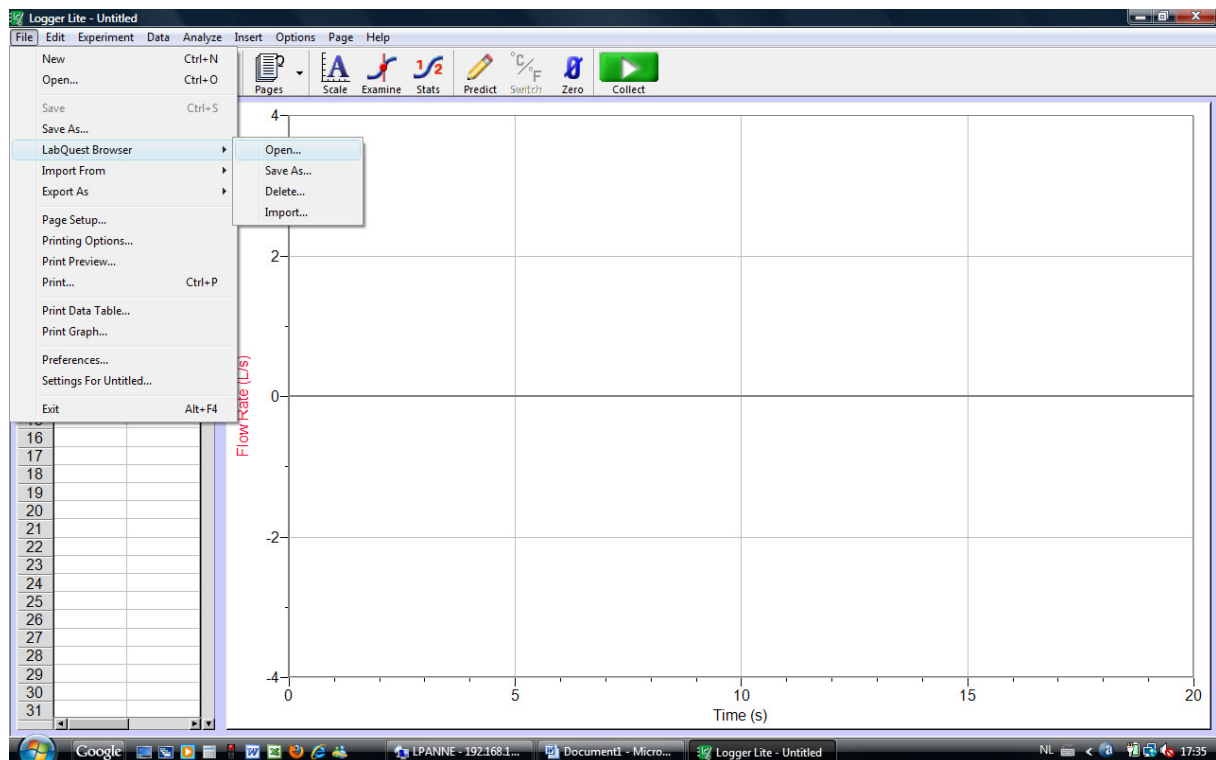 Logger Lite - Untitled
File Edit Experiment Data Analyze Insert Options Page Help
New Ctrl+N
Open... Ctrl+O
Save Ctrl+S
Save As...
LabQuest Browser
Import From
Export As
Page Setup...
Printing Options...
Print Preview...
Print... Ctrl+P
Print Data Table...
Print Graph...
Preferences...
Settings For Untitled...
Exit Alt+F4
Open...
Save As...
Delete...
Import...
Pages Scale Examine Stats Predict Switch Zero Collect
A 1/2 °C/°F 0
4
2
0
-2
-4
Flow Rate (L/s)
0 5 10 15 20
Time (s)
16
17
18
19
20
21
22
23
24
25
26
27
28
29
30
31
Google LPANNE - 192.168.1... Document1 - Micro... Logger Lite - Untitled NL 17:35